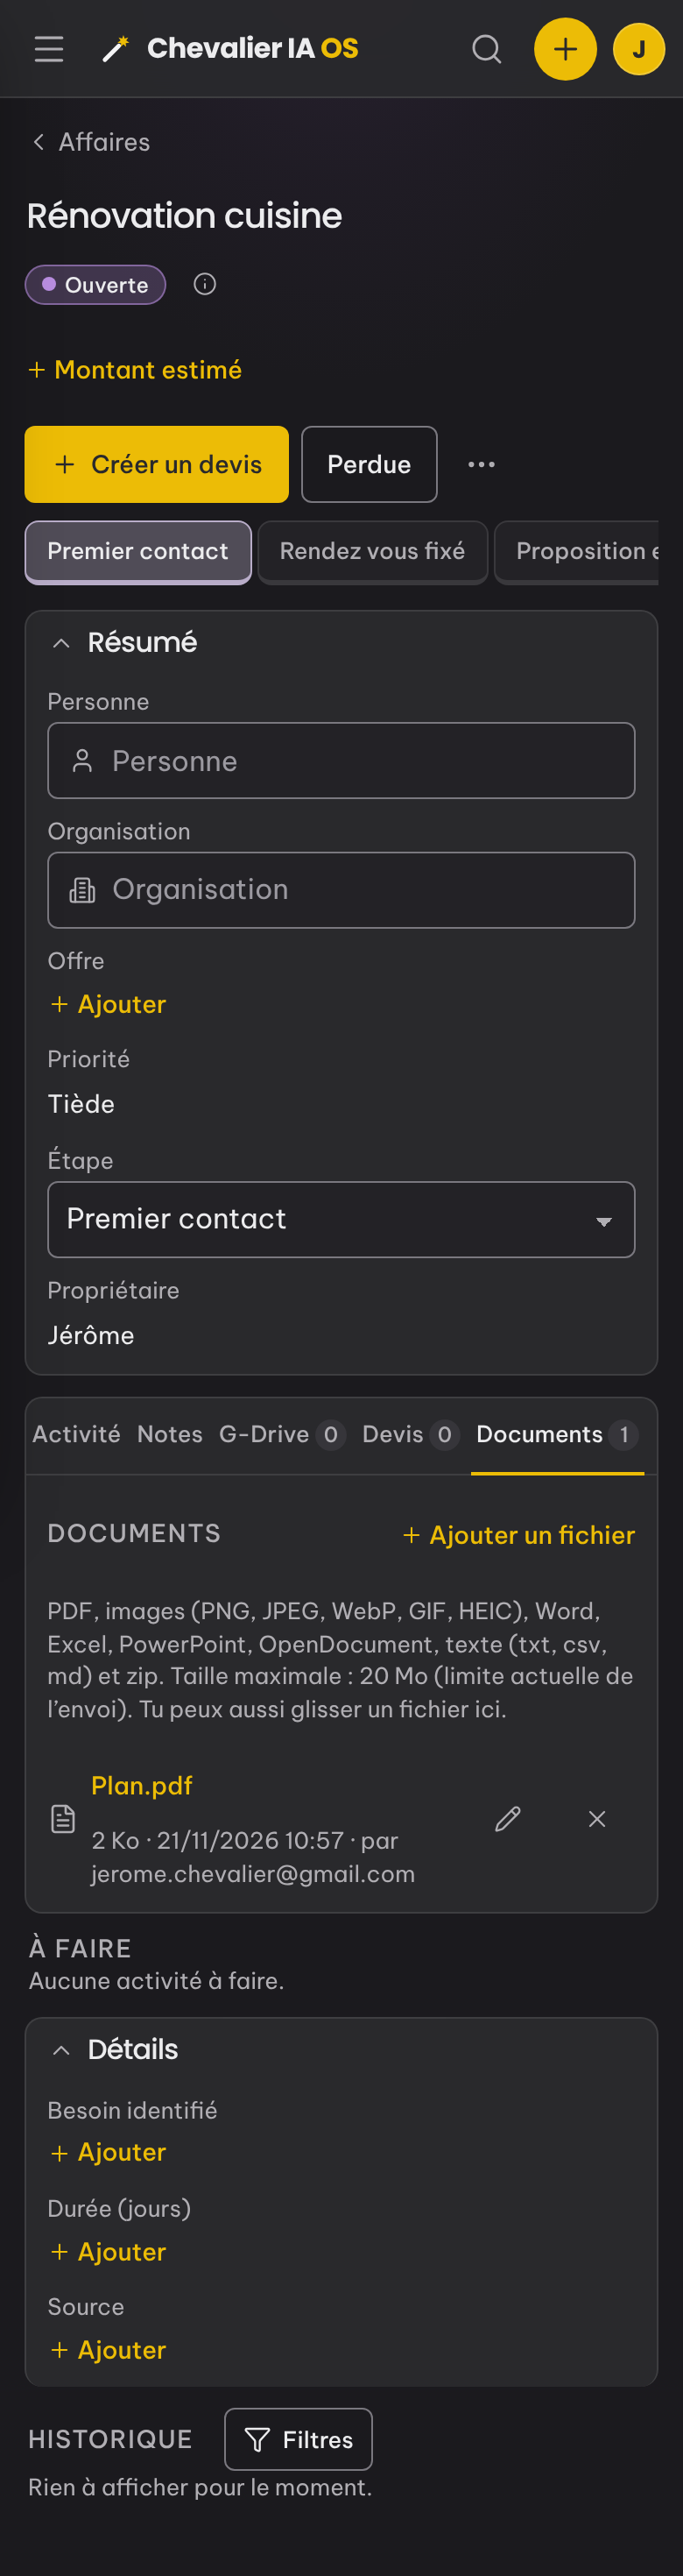 Chevalier IA OS
J
Affaires
Rénovation cuisine
Ouverte
+ Montant estimé
+ Créer un devis
Perdue
Premier contact
Rendez vous fixé
Proposition e
Résumé
Personne
Personne
Organisation
Organisation
Offre
+ Ajouter
Priorité
Tiède
Étape
Premier contact
Propriétaire
Jérôme
Activité Notes G-Drive 0 Devis 0 Documents 1
DOCUMENTS
+ Ajouter un fichier
PDF, images (PNG, JPEG, WebP, GIF, HEIC), Word,
Excel, PowerPoint, OpenDocument, texte (txt, csv,
md) et zip. Taille maximale : 20 Mo (limite actuelle de
l’envoi). Tu peux aussi glisser un fichier ici.
Plan.pdf
2 Ko · 21/11/2026 10:57 · par
jerome.chevalier@gmail.com
À FAIRE
Aucune activité à faire.
Détails
Besoin identifié
+ Ajouter
Durée (jours)
+ Ajouter
Source
+ Ajouter
HISTORIQUE
Filtres
Rien à afficher pour le moment.